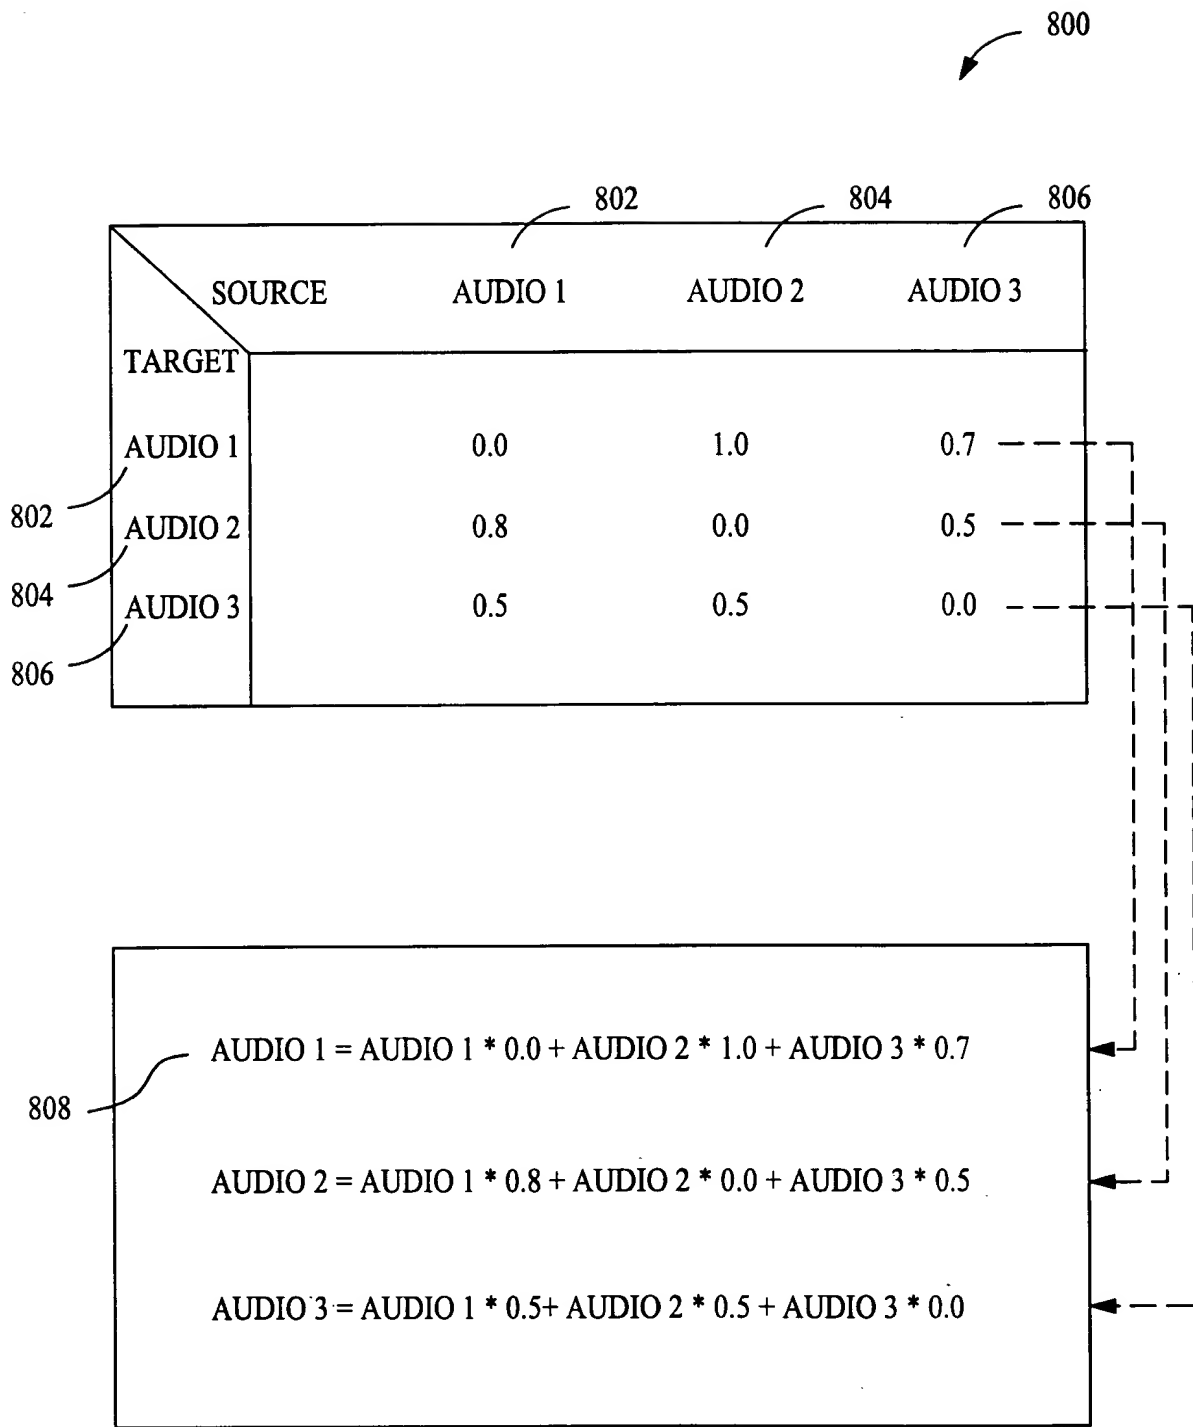 800
802 804 806
SOURCE AUDIO 1 AUDIO 2 AUDIO 3
TARGET
AUDIO 1 0.0 1.0 0.7
802
AUDIO 2 0.8 0.0 0.5
804
AUDIO 3 0.5 0.5 0.0
806
AUDIO 1 = AUDIO 1 * 0.0 + AUDIO 2 * 1.0 + AUDIO 3 * 0.7
808
AUDIO 2 = AUDIO 1 * 0.8 + AUDIO 2 * 0.0 + AUDIO 3 * 0.5
AUDIO 3 = AUDIO 1 * 0.5+ AUDIO 2 * 0.5 + AUDIO 3 * 0.0